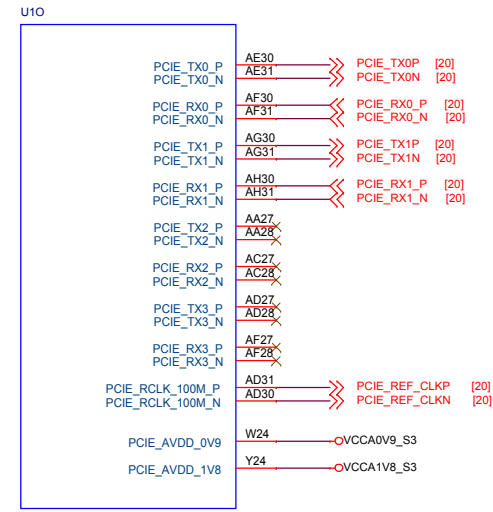 U1O
PCIE_TX0_P AE30 PCIE_TX0P [20]
PCIE_TX0_N AE31 PCIE_TX0N [20]
PCIE_RX0_P AF30 PCIE_RX0_P [20]
PCIE_RX0_N AF31 PCIE_RX0_N [20]
PCIE_TX1_P AG30 PCIE_TX1P [20]
PCIE_TX1_N AG31 PCIE_TX1N [20]
PCIE_RX1_P AH30 PCIE_RX1_P [20]
PCIE_RX1_N AH31 PCIE_RX1_N [20]
PCIE_TX2_P AA27
PCIE_TX2_N AA28
PCIE_RX2_P AC27
PCIE_RX2_N AC28
PCIE_TX3_P AD27
PCIE_TX3_N AD28
PCIE_RX3_P AF27
PCIE_RX3_N AF28
PCIE_RCLK_100M_P AD31 PCIE_REF_CLKP [20]
PCIE_RCLK_100M_N AD30 PCIE_REF_CLKN [20]
PCIE_AVDD_0V9 W24 VCCA0V9_S3
PCIE_AVDD_1V8 Y24 VCCA1V8_S3